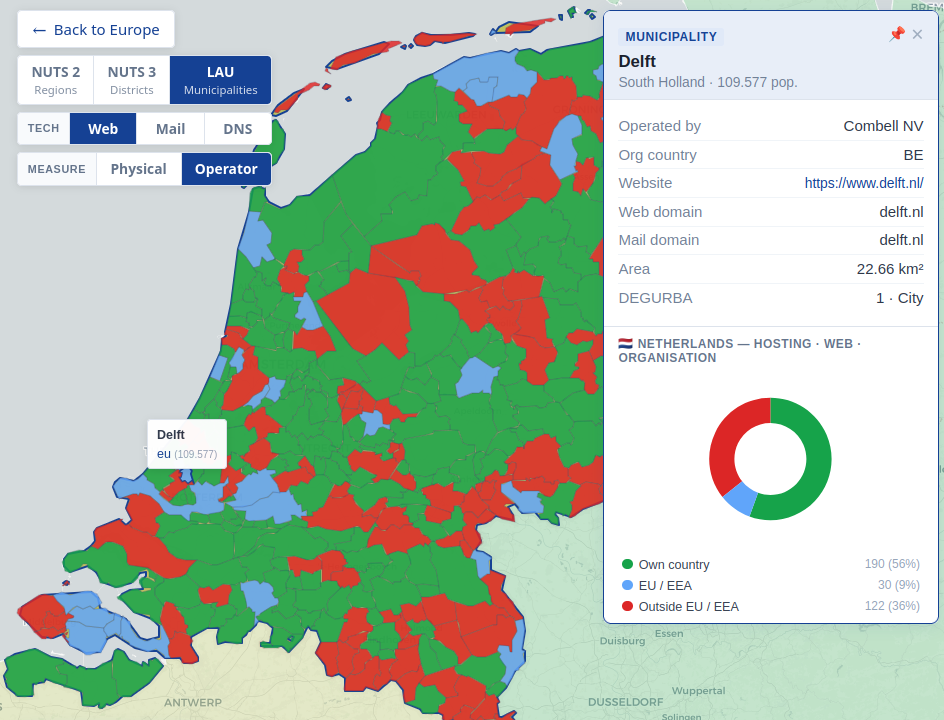 ← Back to Europe
NUTS 2
Regions
NUTS 3
Districts
LAU
Municipalities
TECH
Web
Mail
DNS
MEASURE
Physical
Operator
Delft
eu (109.577)
MUNICIPALITY
Delft
South Holland · 109.577 pop.
Operated by Combell NV
Org country BE
Website https://www.delft.nl/
Web domain delft.nl
Mail domain delft.nl
Area 22.66 km²
DEGURBA 1 · City
NETHERLANDS — HOSTING · WEB ·
ORGANISATION
Own country 190 (56%)
EU / EEA 30 (9%)
Outside EU / EEA 122 (36%)
Essen
Duisburg
Wuppertal
DUSSELDORF
Solingen
ANTWERP